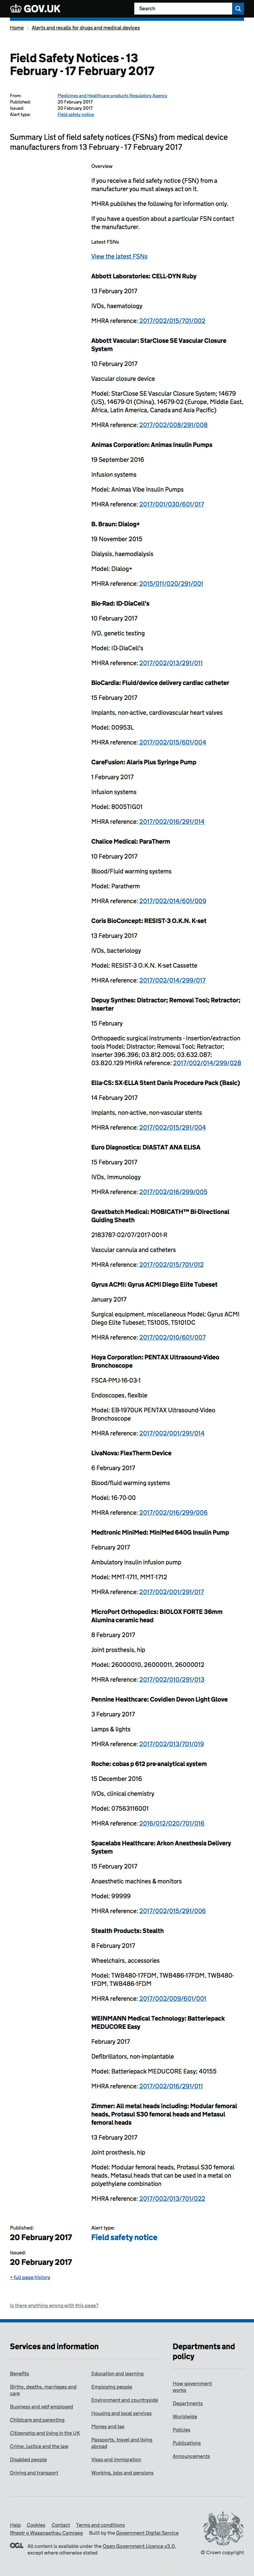 GOV.UK
Search
Home
Alerts and recalls for drugs and medical devices
Field Safety Notices - 13
February - 17 February 2017
From:
Medicines and Healthcare products Regulatory Agency
Published:
20 February 2017
Issued:
20 February 2017
Alert type:
Field safety notice
Summary List of field safety notices (FSNs) from medical device
manufacturers from 13 February - 17 February 2017
Overview
If you receive a field safety notice (FSN) from a
manufacturer you must always act on it.
MHRA publishes the following for information only.
If you have a question about a particular FSN contact
the manufacturer.
Latest FSNs
View the latest FSNs
Abbott Laboratories: CELL-DYN Ruby
13 February 2017
IVDs, haematology
MHRA reference: 2017/002/015/701/002
Abbott Vascular: StarClose SE Vascular Closure
System
10 February 2017
Vascular closure device
Model: StarClose SE Vascular Closure System; 14679
(US), 14679-01 (China), 14679-02 (Europe, Middle East,
Africa, Latin America, Canada and Asia Pacific)
MHRA reference: 2017/002/008/291/008
Animas Corporation: Animas Insulin Pumps
19 September 2016
Infusion systems
Model: Animas Vibe Insulin Pumps
MHRA reference: 2017/001/030/601/017
B. Braun: Dialog+
19 November 2015
Dialysis, haemodialysis
Model: Dialog+
MHRA reference: 2015/011/020/291/001
Bio-Rad: ID-DiaCell's
10 February 2017
IVD, genetic testing
Model: ID-DiaCell's
MHRA reference: 2017/002/013/291/011
BioCardia: Fluid/device delivery cardiac catheter
15 February 2017
Implants, non-active, cardiovascular heart valves
Model: 00953L
MHRA reference: 2017/002/015/601/004
CareFusion: Alaris Plus Syringe Pump
1 February 2017
Infusion systems
Model: 8005TIG01
MHRA reference: 2017/002/016/291/014
Chalice Medical: ParaTherm
10 February 2017
Blood/Fluid warming systems
Model: Paratherm
MHRA reference: 2017/002/014/601/009
Coris BioConcept: RESIST-3 O.K.N. K-set
13 February 2017
IVDs, bacteriology
Model: RESIST-3 O.K.N. K-set Cassette
MHRA reference: 2017/002/014/299/017
Depuy Synthes: Distractor; Removal Tool; Retractor;
Inserter
15 February
Orthopaedic surgical instruments - Insertion/extraction
tools Model: Distractor; Removal Tool; Retractor;
Inserter 396.396; 03.812.005; 03.632.087;
03.820.129 MHRA reference: 2017/002/014/299/028
Ella-CS: SX-ELLA Stent Danis Procedure Pack (Basic)
14 February 2017
Implants, non-active, non-vascular stents
MHRA reference: 2017/002/015/291/004
Euro Diagnostica: DIASTAT ANA ELISA
15 February 2017
IVDs, Immunology
MHRA reference: 2017/002/016/299/005
Greatbatch Medical: MOBICATH™ Bi-Directional
Guiding Sheath
2183787-02/07/2017-001-R
Vascular cannula and catheters
MHRA reference: 2017/002/015/701/012
Gyrus ACMI: Gyrus ACMI Diego Elite Tubeset
January 2017
Surgical equipment, miscellaneous Model: Gyrus ACMI
Diego Elite Tubeset; TS100S, TS101DC
MHRA reference: 2017/002/010/601/007
Hoya Corporation: PENTAX Ultrasound-Video
Bronchoscope
FSCA-PMJ-16-03-1
Endoscopes, flexible
Model: EB-1970UK PENTAX Ultrasound-Video
Bronchoscope
MHRA reference: 2017/002/001/291/014
LivaNova: FlexTherm Device
6 February 2017
Blood/fluid warming systems
Model: 16-70-00
MHRA reference: 2017/002/016/299/006
Medtronic MiniMed: MiniMed 640G Insulin Pump
February 2017
Ambulatory insulin infusion pump
Model: MMT-1711, MMT-1712
MHRA reference: 2017/002/001/291/017
MicroPort Orthopedics: BIOLOX FORTE 36mm
Alumina ceramic head
8 February 2017
Joint prosthesis, hip
Model: 26000010, 26000011, 26000012
MHRA reference: 2017/002/010/291/013
Pennine Healthcare: Covidien Devon Light Glove
3 February 2017
Lamps & lights
MHRA reference: 2017/002/013/701/019
Roche: cobas p 612 pre-analytical system
15 December 2016
IVDs, clinical chemistry
Model: 07563116001
MHRA reference: 2016/012/020/701/016
Spacelabs Healthcare: Arkon Anesthesia Delivery
System
15 February 2017
Anaesthetic machines & monitors
Model: 99999
MHRA reference: 2017/002/015/291/006
Stealth Products: Stealth
8 February 2017
Wheelchairs, accessories
Model: TWB480-17FDM, TWB486-17FDM, TWB480-
1FDM, TWB486-1FDM
MHRA reference: 2017/002/009/601/001
WEINMANN Medical Technology: Batteriepack
MEDUCORE Easy
February 2017
Defibrillators, non-implantable
Model: Batteriepack MEDUCORE Easy; 40155
MHRA reference: 2017/002/016/291/011
Zimmer: All metal heads including: Modular femoral
heads, Protasul S30 femoral heads and Metasul
femoral heads
13 February 2017
Joint prosthesis, hip
Model: Modular femoral heads, Protasul S30 femoral
heads, Metasul heads that can be used in a metal on
polyethylene combination
MHRA reference: 2017/002/013/701/022
Published:
20 February 2017
Alert type:
Field safety notice
Issued:
20 February 2017
+ full page history
Is there anything wrong with this page?
Services and information
Departments and
policy
Benefits
Births, deaths, marriages and
care
Business and self-employed
Childcare and parenting
Citizenship and living in the UK
Crime, justice and the law
Disabled people
Driving and transport
Education and learning
Employing people
Environment and countryside
Housing and local services
Money and tax
Passports, travel and living
abroad
Visas and immigration
Working, jobs and pensions
How government
works
Departments
Worldwide
Policies
Publications
Announcements
Help
Cookies
Contact
Terms and conditions
Rhestr o Wasanaethau Cymraeg
Built by the Government Digital Service
OGL
All content is available under the Open Government Licence v3.0,
except where otherwise stated
© Crown copyright